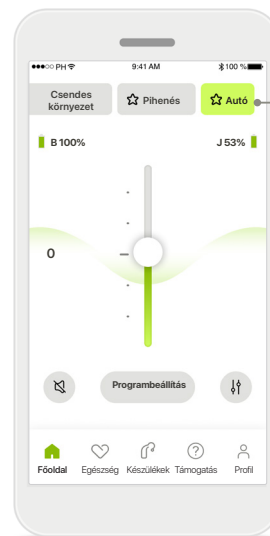 PH 9:41 AM 100 %
Csendes
környezet
Pihenés
Autó
B 100% J 53%
0
Programbeállítás
Főoldal Egészség Készülékek Támogatás Profil